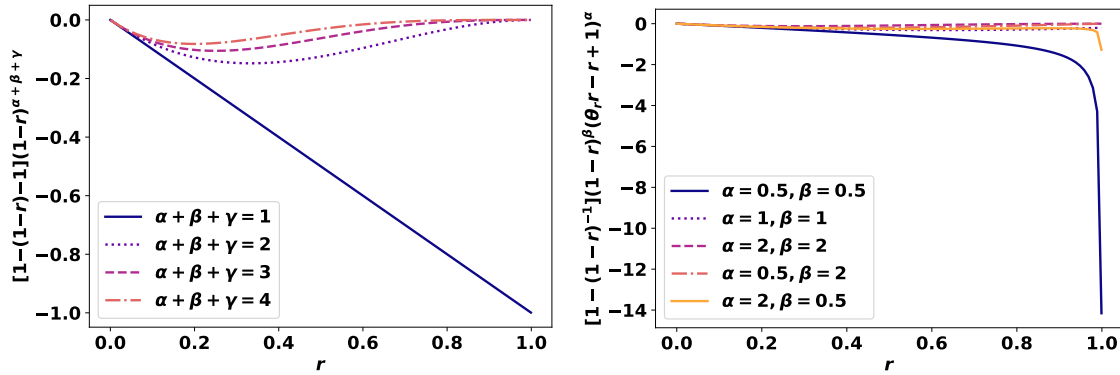 [1−(1−r)−1](1−r)^α+β+γ
0.0
−0.2
−0.4
−0.6
−0.8
−1.0
α + β + γ = 1
α + β + γ = 2
α + β + γ = 3
α + β + γ = 4
0.0 0.2 0.4 0.6 0.8 1.0
r
[1 − (1 − r)^−1](1 − r)^β(θ_r r − r + 1)^α
0
−2
−4
−6
−8
−10
−12
−14
α = 0.5, β = 0.5
α = 1, β = 1
α = 2, β = 2
α = 0.5, β = 2
α = 2, β = 0.5
0.0 0.2 0.4 0.6 0.8 1.0
r